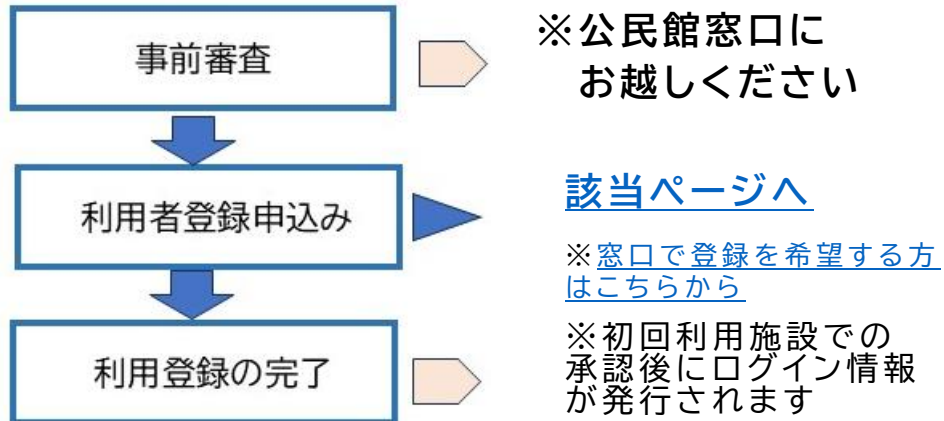 事前審査
※公民館窓口に
お越しください
利用者登録申込み
該当ページへ
※窓口で登録を希望する方
はこちらから
利用登録の完了
※初回利用施設での
承認後にログイン情報
が発行されます